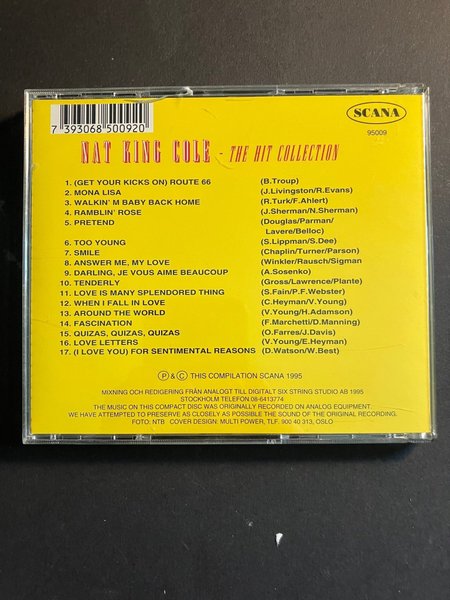 SCANA
7 393068 500920
95009
NAT KING COLE - THE HIT COLLECTION
1. (GET YOUR KICKS ON) ROUTE 66 (B.Troup)
2. MONA LISA (J.Livingston/R.Evans)
3. WALKIN' M BABY BACK HOME (R.Turk/F.Ahlert)
4. RAMBLIN' ROSE (J.Sherman/N.Sherman)
5. PRETEND (Douglas/Parman/
Lavere/Belloc)
6. TOO YOUNG (S.Lippman/S.Dee)
7. SMILE (Chaplin/Turner/Parson)
8. ANSWER ME, MY LOVE (Winkler/Rausch/Sigman
9. DARLING, JE VOUS AIME BEAUCOUP (A.Sosenko)
10. TENDERLY (Gross/Lawrence/Plante)
11. LOVE IS MANY SPLENDORED THING (S.Fain/P.F.Webster)
12. WHEN I FALL IN LOVE (C.Heyman/V.Young)
13. AROUND THE WORLD (V.Young/H.Adamson)
14. FASCINATION (F.Marchetti/D.Manning)
15. QUIZAS, QUIZAS, QUIZAS (O.Farres/J.Davis)
16. LOVE LETTERS (V.Young/E.Heyman)
17. (I LOVE YOU) FOR SENTIMENTAL REASONS (D.Watson/W.Best)
Ⓟ & © THIS COMPILATION SCANA 1995
MIXNING OCH REDIGERING FRÅN ANALOGT TILL DIGITALT SIX STRING STUDIO AB 1995
STOCKHOLM TELEFON 08-6413774
THE MUSIC ON THIS COMPACT DISC WAS ORIGINALLY RECORDED ON ANALOG EQUIPMENT.
WE HAVE ATTEMPTED TO PRESERVE AS CLOSELY AS POSSIBLE THE SOUND OF THE ORIGINAL RECORDING.
FOTO: NTB COVER DESIGN: MULTI POWER, TLF. 900 40 313, OSLO